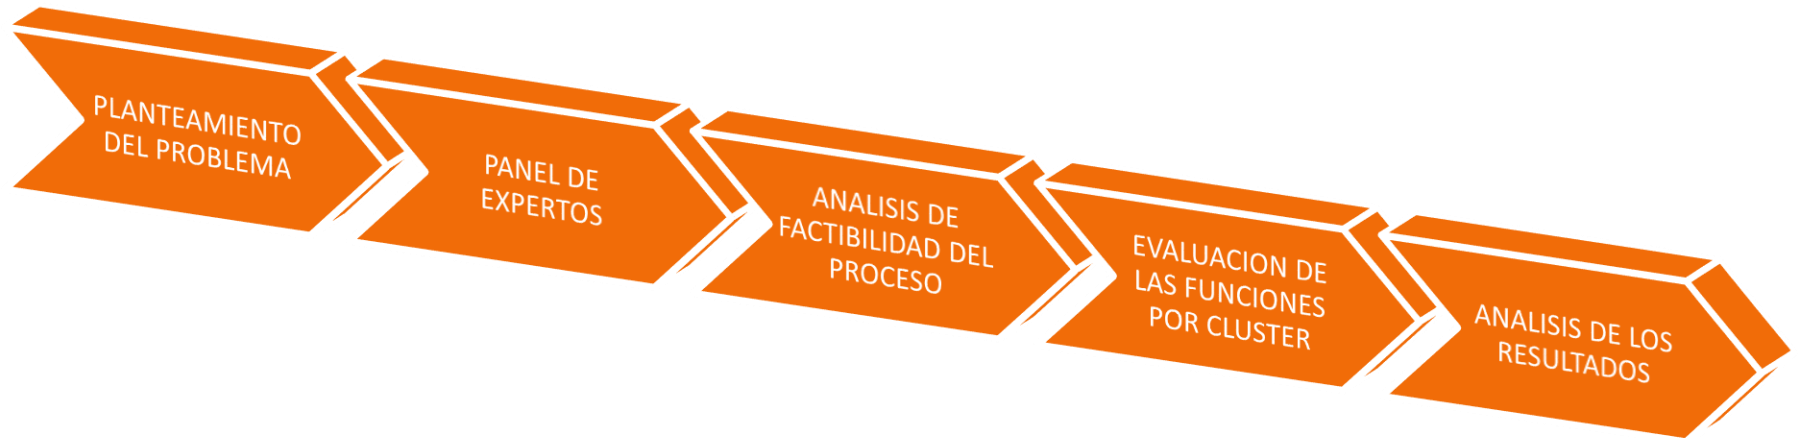 PLANTEAMIENTO
DEL PROBLEMA
PANEL DE
EXPERTOS
ANALISIS DE
FACTIBILIDAD DEL
PROCESO
EVALUACION DE
LAS FUNCIONES
POR CLUSTER
ANALISIS DE LOS
RESULTADOS